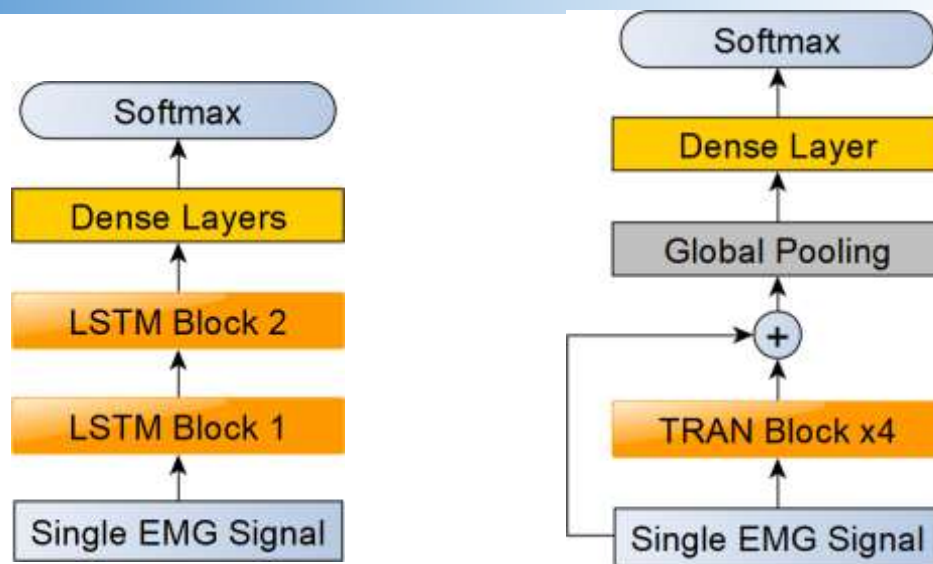 Softmax
Dense Layers
LSTM Block 2
LSTM Block 1
Single EMG Signal
Softmax
Dense Layer
Global Pooling
+
TRAN Block x4
Single EMG Signal